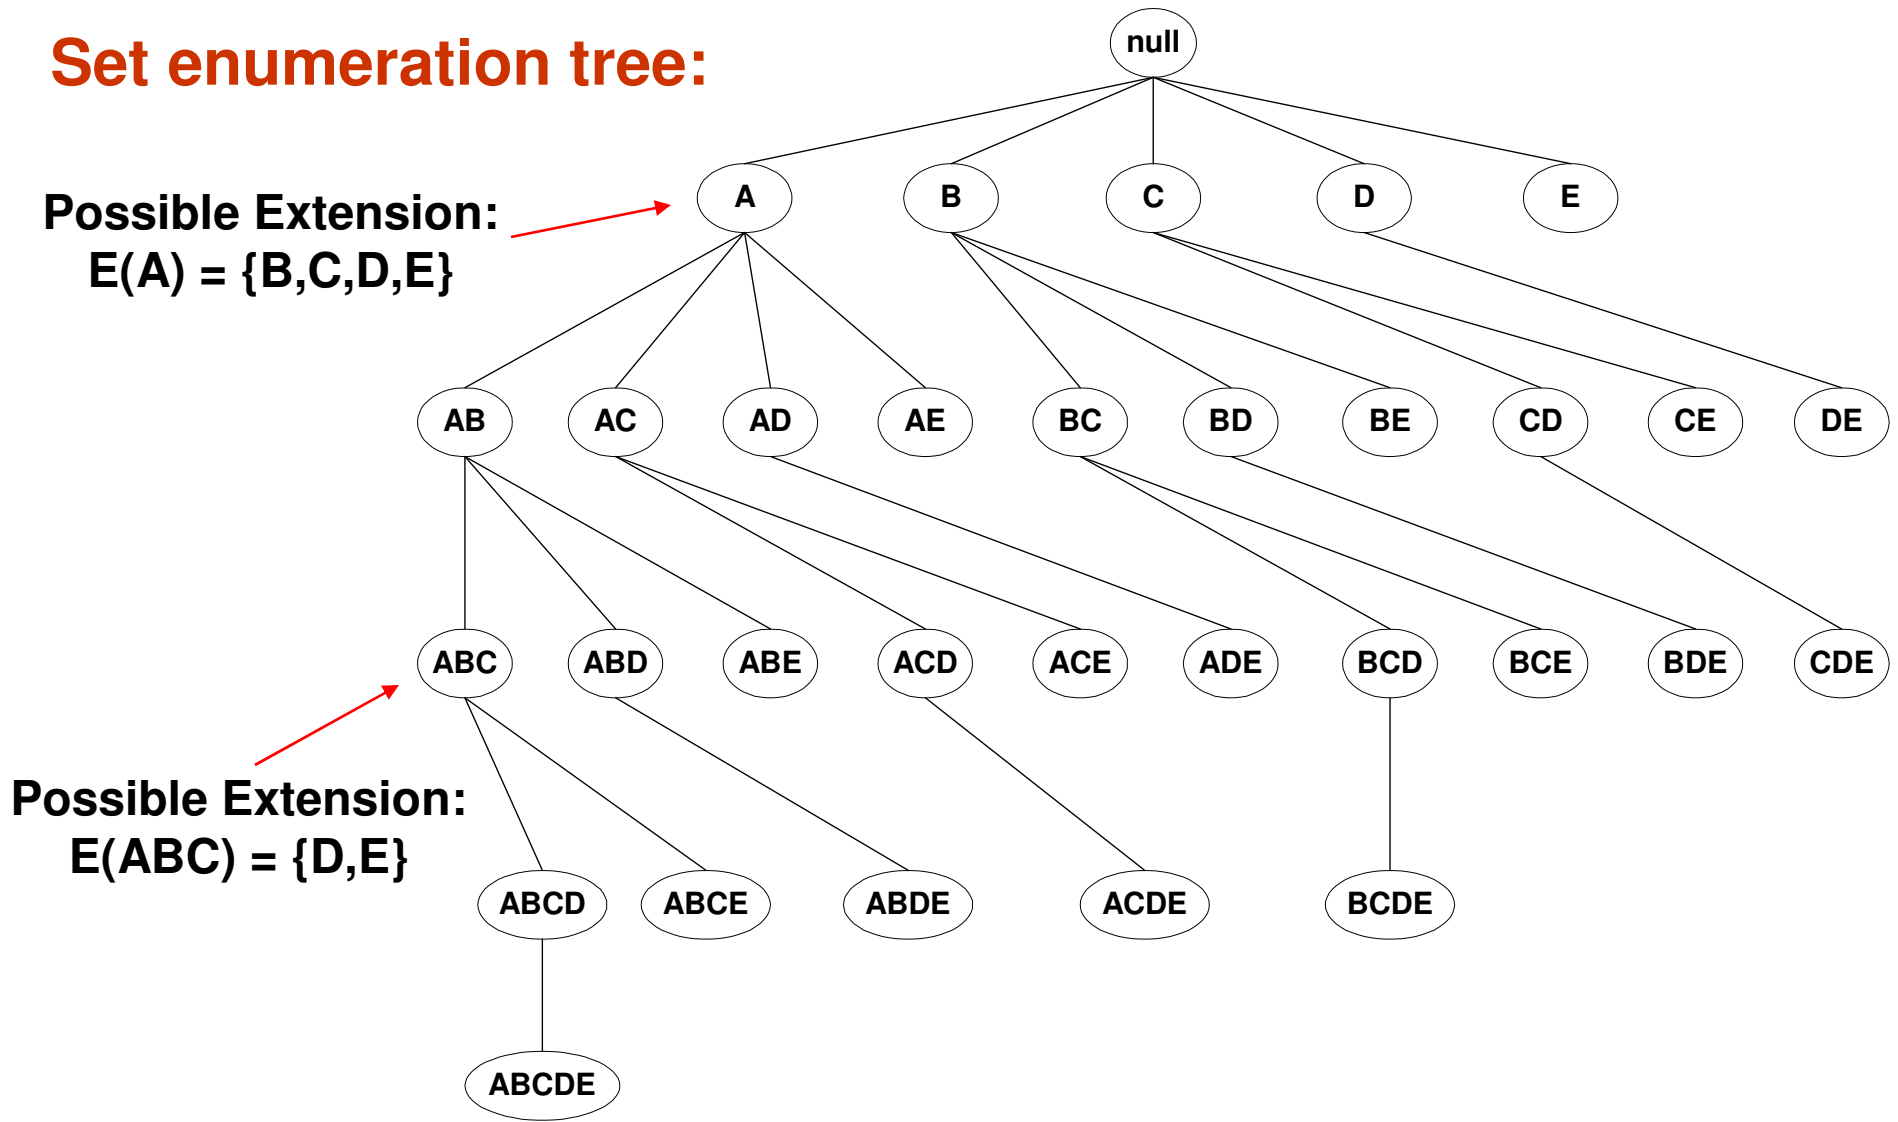 Set enumeration tree:
null
Possible Extension:
E(A) = {B,C,D,E}
A
B
C
D
E
AB
AC
AD
AE
BC
BD
BE
CD
CE
DE
ABC
ABD
ABE
ACD
ACE
ADE
BCD
BCE
BDE
CDE
Possible Extension:
E(ABC) = {D,E}
ABCD
ABCE
ABDE
ACDE
BCDE
ABCDE